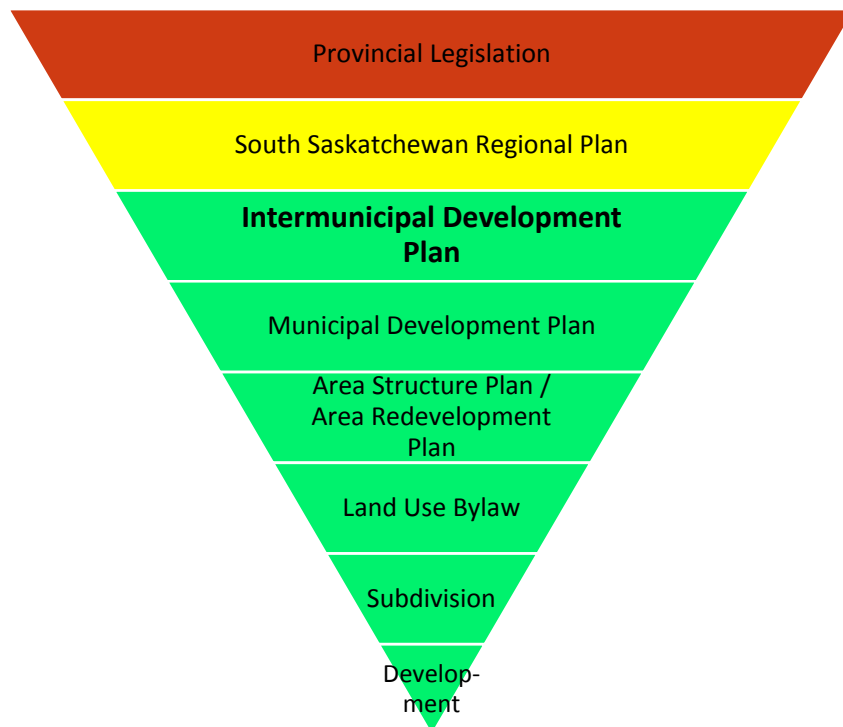 Provincial Legislation
South Saskatchewan Regional Plan
Intermunicipal Development
Plan
Municipal Development Plan
Area Structure Plan /
Area Redevelopment
Plan
Land Use Bylaw
Subdivision
Develop-
ment